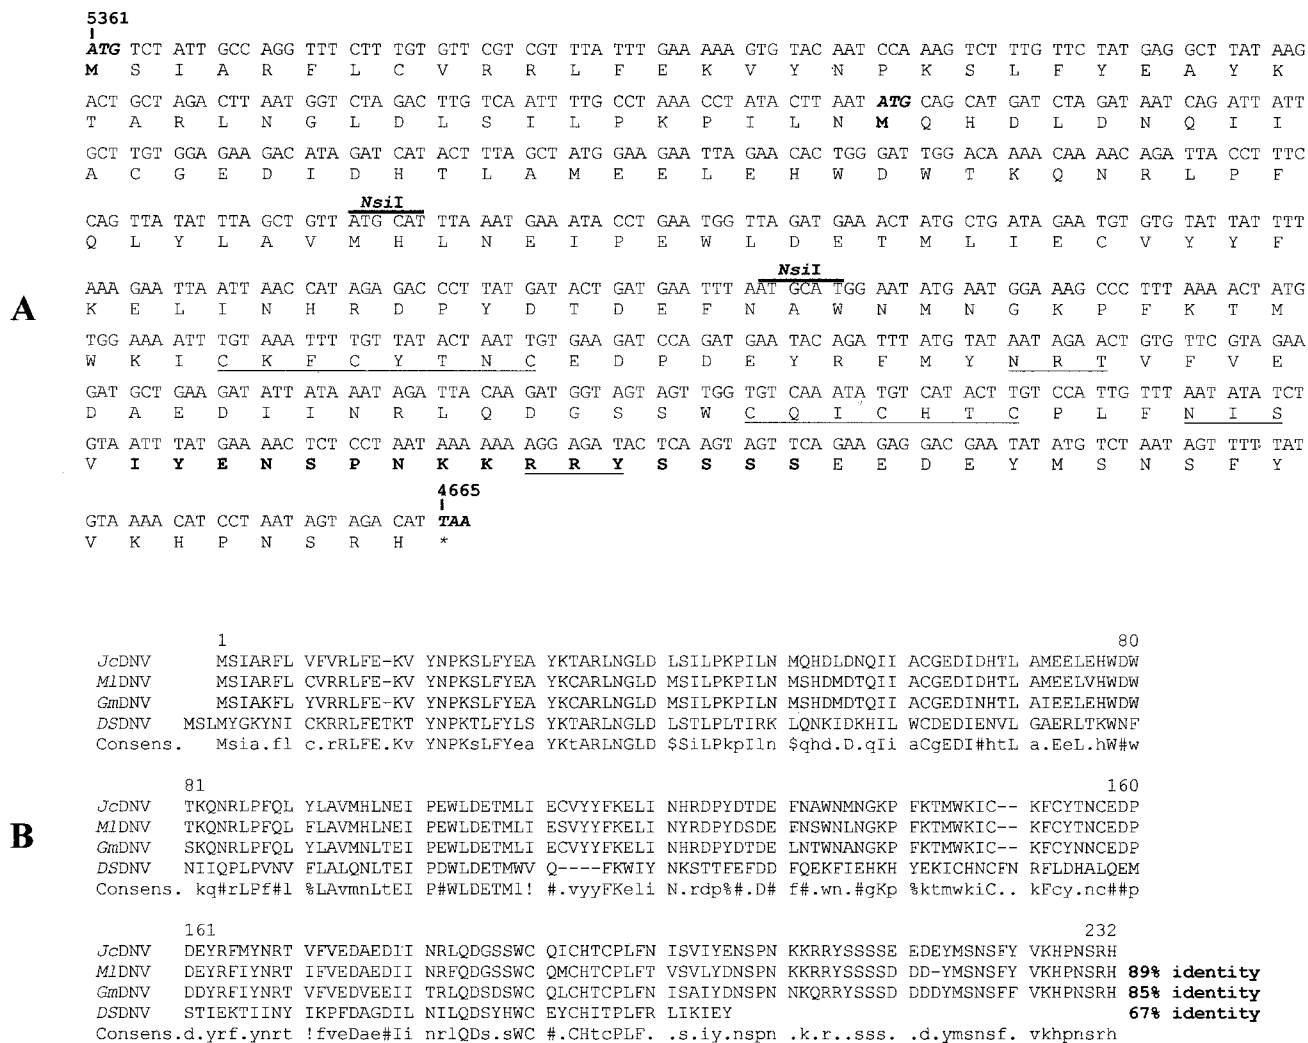 5361
ATG TCT ATT GCC AGG TTT CTT TGT GTT CGT CGT TTA TTT GAA AAA GTG TAC AAT CCA AAG TCT TTG TTC TAT GAG GCT TAT AAG
M S I A R F L C V R R L F E K V Y N P K S L F Y E A Y K
ACT GCT AGA CTT AAT GGT CTA GAC TTG TCA ATT TTG CCT AAA CCT ATA CTT AAT ATG CAG CAT GAT CTA GAT AAT CAG ATT ATT
T A R L N G L D L S I L P K P I L N M Q H D L D N Q I I
GCT TGT GGA GAA GAC ATA GAT CAT ACT TTA GCT ATG GAA GAA TTA GAA CAC TGG GAT TGG ACA AAA CAA AAC AGA TTA CCT TTC
A C G E D I D H T L A M E E L E H W D W T K Q N R L P F
NsiI
CAG TTA TAT TTA GCT GTT ATG CAT TTA AAT GAA ATA CCT GAA TGG TTA GAT GAA ACT ATG CTG ATA GAA TGT GTG TAT TAT TTT
Q L Y L A V M H L N E I P E W L D E T M L I E C V Y Y F
NsiI
AAA GAA TTA ATT AAC CAT AGA GAC CCT TAT GAT ACT GAT GAA TTT AAT GCA TGG AAT ATG AAT GGA AAG CCC TTT AAA ACT ATG
K E L I N H R D P Y D T D E F N A W N M N G K P F K T M
A
TGG AAA ATT TGT AAA TTT TGT TAT ACT AAT TGT GAA GAT CCA GAT GAA TAC AGA TTT ATG TAT AAT AGA ACT GTG TTC GTA GAA
W K I C K F C Y T N C E D P D E Y R F M Y N R T V F V E
GAT GCT GAA GAT ATT ATA AAT AGA TTA CAA GAT GGT AGT AGT TGG TGT CAA ATA TGT CAT ACT TGT CCA TTG TTT AAT ATA TCT
D A E D I I N R L Q D G S S W C Q I C H T C P L F N I S
GTA ATT TAT GAA AAC TCT CCT AAT AAA AAA AGG AGA TAC TCA AGT AGT TCA GAA GAG GAC GAA TAT ATG TCT AAT AGT TTT TAT
V I Y E N S P N K K R R Y S S S S E E D E Y M S N S F Y
4665
GTA AAA CAT CCT AAT AGT AGA CAT TAA
V K H P N S R H *
1 80
JcDNV MSIARFLVFVRLFE-KV YNPKSLFYEA YKTARLNGLD LSILPKPILN MQHDLDNQII ACGEDIDHTL AMEELEHWDW
MlDNV MSIARFLCVRRLFE-KV YNPKSLFYEA YKCARLNGLD MSILPKPILN MSHDMDTQII ACGEDIDHTL AMEELVHWDW
GmDNV MSIAKFLYVRRLFE-KV YNPKSLFYEA YKCARLNGLD MSILPKPILN MSHDMDTQII ACGEDINHTL AIEELEHWDW
DSDNV MSLMYGKYNI CKRRLFETKT YNPKTLFYLS YKTARLNGLD LSTLPLTIRK LQNKIDKHIL WCDEDIENVL GAERLTKWNF
Consens. Msia.fl c.rRLFE.Kv YNPKsLFYea YKtARLNGLD $SiLPkpIln $qhd.D.qIi aCgEDI#htL a.EeL.hW#w
81 160
JcDNV TKQNRLPFQL YLAVMHLNEI PEWLDETMLI ECVYYFKELI NHRDPYDTDE FNAWNMNGKP FKTMWKIC-- KFCYTNCEDP
MlDNV TKQNRLPFQL FLAVMHLNEI PEWLDETMLI ESVYYFKELI NYRDPYDSDE FNSWNLNGKP FKTMWKIC-- KFCYTNCEDP
GmDNV SKQNRLPFQL YLAVMNLTEI PEWLDETMLI ECVYYFKELI NHRDPYDTDE LNTWNANGKP FKTMWKIC-- KFCYNNCEDP
B
DSDNV NIIQPLPVNV FLALQNLTEI PDWLDETMWV Q----FKWIY NKSTTFEFDD FQEKFIEHKH YEKICHNCFN RFLDHALQEM
Consens. kq#rLPf#l %LAvmnLtEI P#WLDETMl! #.vyyFKeliN.rdp%#.D# f#.wn.#gKp %ktmwkiC.. kFcy.nc##p
161 232
JcDNV DEYRFMYNRT VFVEDAEDII NRLQDGSSWC QICHTCPLFN ISVIYENSPN KKRRYSSSSE EDEYMSNSFY VKHPNSRH
MlDNV DEYRFIYNRT IFVEDAEDII NRFQDGSSWC QMCHTCPLFT VSVLYDNSPN KKRRYSSSSD DD-YMSNSFY VKHPNSRH 89% identity
GmDNV DDYRFIYNRT VFVEDVEEII TRLQDSDSWC QLCHTCPLFN ISAIYDNSPN NKQRRYSSSD DDDYMSNSFF VKHPNSRH 85% identity
DSDNV STIEKTIINY IKPFDAGDIL NILQDSYHWC EYCHITPLFR LIKIEY 67% identity
Consens.d.yrf.ynrt !fveDae#Ii nrlQDs.sWC #.CHtcPLF. .s.iy.nspn .k.r..sss. .d.ymsnsf. vkhpnsrh